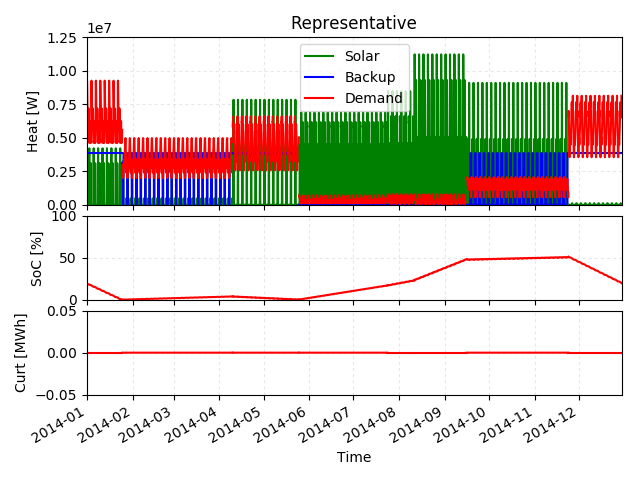 Representative
1e7
1.25
1.00
0.75
0.50
0.25
0.00
Heat [W]
Solar
Backup
Demand
100
50
0
SoC [%]
0.05
0.00
−0.05
Curt [MWh]
2014-01
2014-02
2014-03
2014-04
2014-05
2014-06
2014-07
2014-08
2014-09
2014-10
2014-11
2014-12
Time